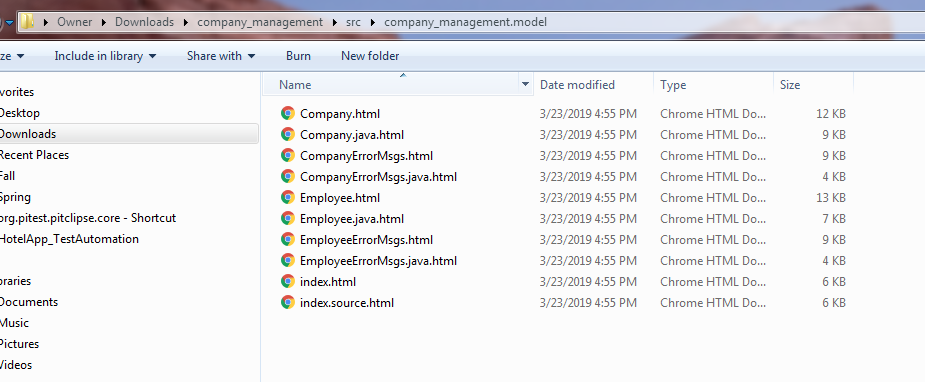 Owner Downloads company_management src company_management.model
ze Include in library Share with Burn New folder
vorites
Desktop
Downloads
Recent Places
Fall
Spring
org.pitest.pitclipse.core - Shortcut
HotelApp_TestAutomation
braries
Documents
Music
Pictures
Videos
Name Date modified Type Size
Company.html 3/23/2019 4:55 PM Chrome HTML Do... 12 KB
Company.java.html 3/23/2019 4:55 PM Chrome HTML Do... 9 KB
CompanyErrorMsgs.html 3/23/2019 4:55 PM Chrome HTML Do... 9 KB
CompanyErrorMsgs.java.html 3/23/2019 4:55 PM Chrome HTML Do... 4 KB
Employee.html 3/23/2019 4:55 PM Chrome HTML Do... 13 KB
Employee.java.html 3/23/2019 4:55 PM Chrome HTML Do... 7 KB
EmployeeErrorMsgs.html 3/23/2019 4:55 PM Chrome HTML Do... 9 KB
EmployeeErrorMsgs.java.html 3/23/2019 4:55 PM Chrome HTML Do... 4 KB
index.html 3/23/2019 4:55 PM Chrome HTML Do... 6 KB
index.source.html 3/23/2019 4:55 PM Chrome HTML Do... 6 KB